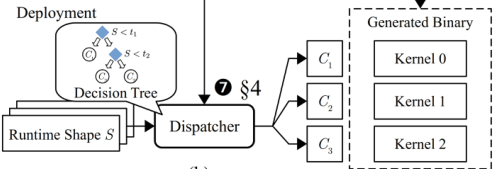 Deployment
S < t₁
S < t₂
C
C
C
Decision Tree
Runtime Shape S
Dispatcher
❼ §4
C₁
C₂
C₃
Generated Binary
Kernel 0
Kernel 1
Kernel 2